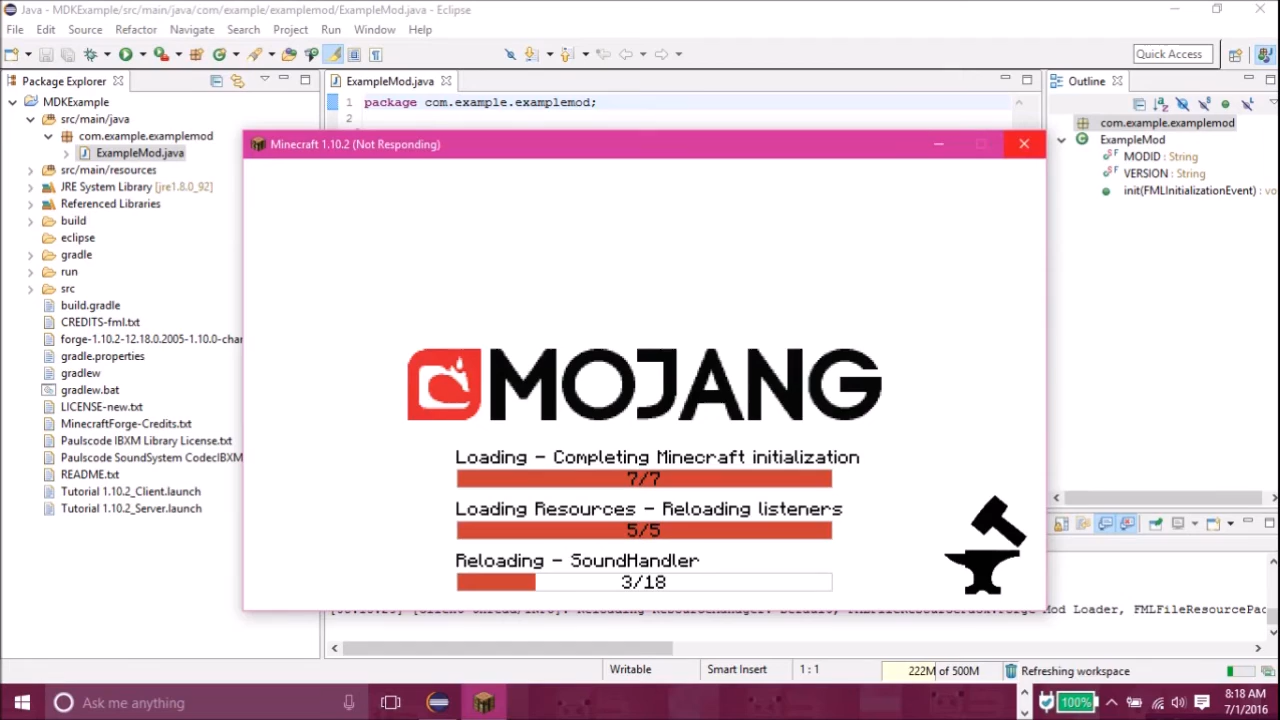 Java - MDKExample/src/main/java/com/example/examplemod/ExampleMod.java - Eclipse
File Edit Source Refactor Navigate Search Project Run Window Help
Quick Access
Package Explorer
MDKExample
src/main/java
com.example.examplemod
ExampleMod.java
src/main/resources
JRE System Library [jre1.8.0_92]
Referenced Libraries
build
eclipse
gradle
run
src
build.gradle
CREDITS-fml.txt
forge-1.10.2-12.18.0.2005-1.10.0-chan
gradle.properties
gradlew
gradlew.bat
LICENSE-new.txt
MinecraftForge-Credits.txt
Paulscode IBXM Library License.txt
Paulscode SoundSystem CodecIBXM
README.txt
Tutorial 1.10.2_Client.launch
Tutorial 1.10.2_Server.launch
ExampleMod.java
1 package com.example.examplemod;
2
Minecraft 1.10.2 (Not Responding)
MOJANG
Loading - Completing Minecraft initialization
7/7
Loading Resources - Reloading listeners
5/5
Reloading - SoundHandler
3/18
Outline
com.example.examplemod
ExampleMod
MODID : String
VERSION : String
init(FMLInitializationEvent) : vo
Mod Loader, FMLFileResourcePac
Writable Smart Insert 1 : 1 222M of 500M Refreshing workspace
Ask me anything
100%
8:18 AM
7/1/2016